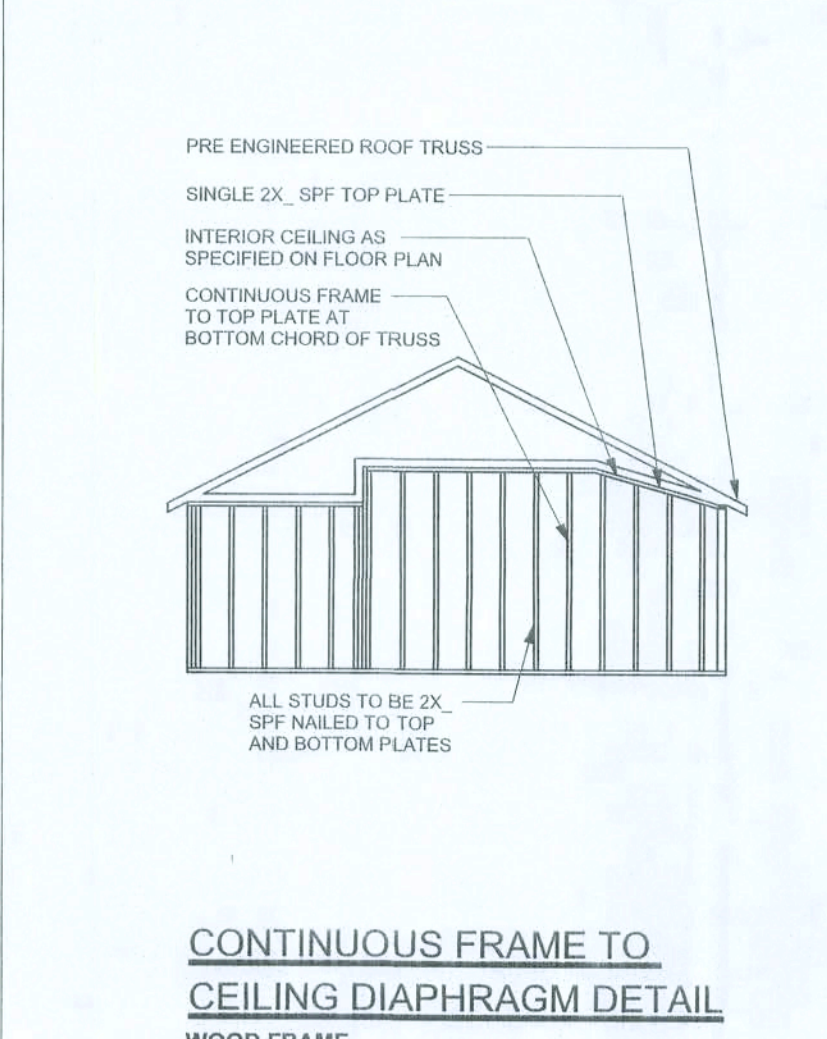 PRE ENGINEERED ROOF TRUSS
SINGLE 2X_ SPF TOP PLATE
INTERIOR CEILING AS
SPECIFIED ON FLOOR PLAN
CONTINUOUS FRAME
TO TOP PLATE AT
BOTTOM CHORD OF TRUSS
ALL STUDS TO BE 2X_
SPF NAILED TO TOP
AND BOTTOM PLATES
CONTINUOUS FRAME TO
CEILING DIAPHRAGM DETAIL
WOOD FRAME